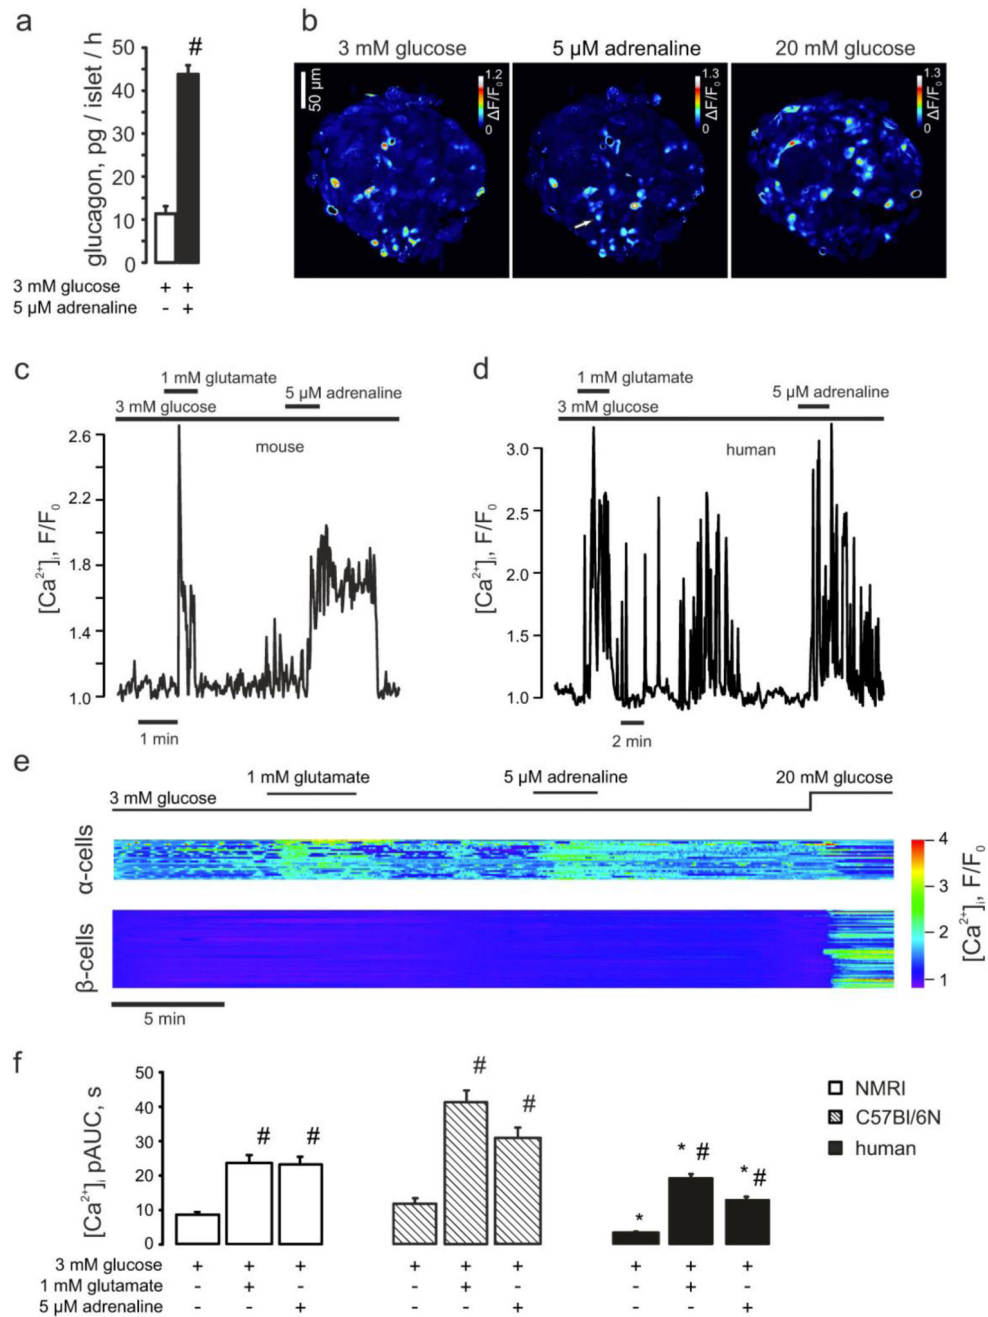 a
glucagon, pg / islet / h
50
40
30
20
10
0
#
3 mM glucose + +
5 µM adrenaline - +
b
3 mM glucose 5 µM adrenaline 20 mM glucose
50 µm
1.2
ΔF/F0
0
1.3
ΔF/F0
0
1.3
ΔF/F0
0
c
1 mM glutamate
5 µM adrenaline
3 mM glucose
mouse
[Ca2+]i, F/F0
2.6
2.2
1.8
1.4
1.0
1 min
d
1 mM glutamate
5 µM adrenaline
3 mM glucose
human
[Ca2+]i, F/F0
3.0
2.5
2.0
1.5
1.0
2 min
e
1 mM glutamate 5 µM adrenaline 20 mM glucose
3 mM glucose
α-cells
β-cells
4
3
2
1
[Ca2+]i, F/F0
5 min
f
[Ca2+]i pAUC, s
50
40
30
20
10
0
# #
# #
* * # * #
NMRI
C57Bl/6N
human
3 mM glucose + + + + + + + + +
1 mM glutamate - + - - + - - + -
5 µM adrenaline - - + - - + - - +